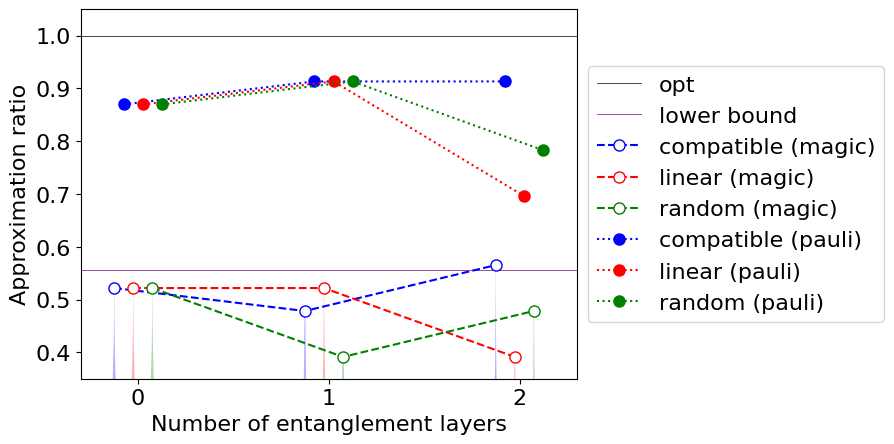 1.0
0.9
0.8
0.7
0.6
0.5
0.4
Approximation ratio
0 1 2
Number of entanglement layers
opt
lower bound
compatible (magic)
linear (magic)
random (magic)
compatible (pauli)
linear (pauli)
random (pauli)